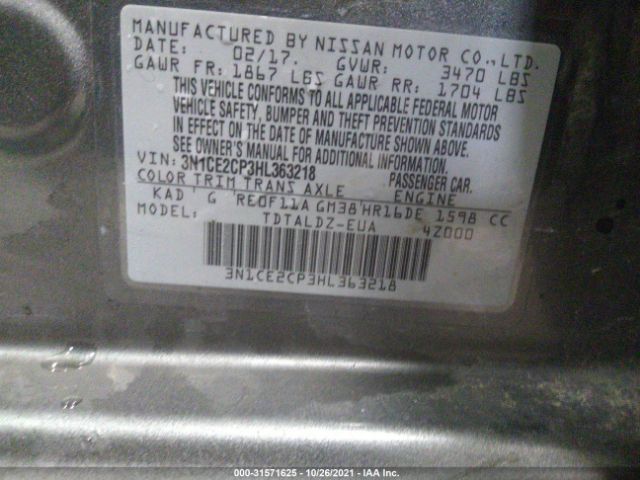 MANUFACTURED BY NISSAN MOTOR CO.,LTD.
DATE: 02/17. GVWR: 3470 LBS
GAWR FR: 1867 LBS GAWR RR: 1704 LBS
THIS VEHICLE CONFORMS TO ALL APPLICABLE FEDERAL MOTOR
VEHICLE SAFETY, BUMPER AND THEFT PREVENTION STANDARDS
IN EFFECT ON THE DATE OF MANUFACTURE SHOWN ABOVE.
SEE OWNER'S MANUAL FOR ADDITIONAL INFORMATION.
VIN: 3N1CE2CP3HL363218 PASSENGER CAR.
COLOR TRIM TRANS AXLE ENGINE
KAD G RE0F11A GM38 HR16DE 1598 CC
MODEL: TDTALDZ-EUA 4Z000
3N1CE2CP3HL363218
000-31571625 - 10/26/2021 - IAA Inc.